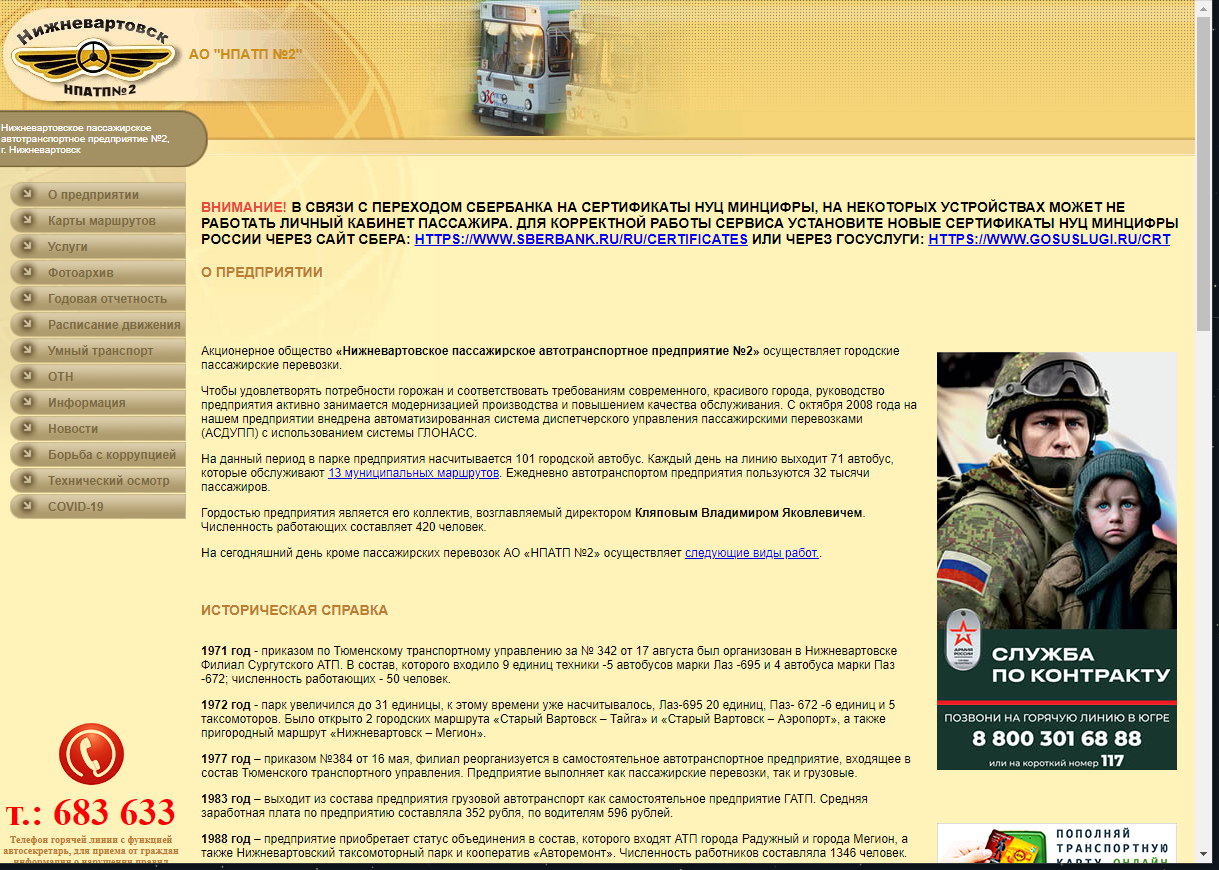 Нижневартовск
НПАТП№2
АО "НПАТП №2"
Нижневартовское пассажирское
автотранспортное предприятие №2,
г. Нижневартовск
О предприятии
Карты маршрутов
Услуги
Фотоархив
Годовая отчетность
Расписание движения
Умный транспорт
ОТН
Информация
Новости
Борьба с коррупцией
Технический осмотр
COVID-19
т.: 683 633
Телефон горячей линии с функцией
автосекретарь, для приема от граждан
информации о нарушении правил
ВНИМАНИЕ! В СВЯЗИ С ПЕРЕХОДОМ СБЕРБАНКА НА СЕРТИФИКАТЫ НУЦ МИНЦИФРЫ, НА НЕКОТОРЫХ УСТРОЙСТВАХ МОЖЕТ НЕ
РАБОТАТЬ ЛИЧНЫЙ КАБИНЕТ ПАССАЖИРА. ДЛЯ КОРРЕКТНОЙ РАБОТЫ СЕРВИСА УСТАНОВИТЕ НОВЫЕ СЕРТИФИКАТЫ НУЦ МИНЦИФРЫ
РОССИИ ЧЕРЕЗ САЙТ СБЕРА: HTTPS://WWW.SBERBANK.RU/RU/CERTIFICATES ИЛИ ЧЕРЕЗ ГОСУСЛУГИ: HTTPS://WWW.GOSUSLUGI.RU/CRT
О ПРЕДПРИЯТИИ
Акционерное общество «Нижневартовское пассажирское автотранспортное предприятие №2» осуществляет городские
пассажирские перевозки.
Чтобы удовлетворять потребности горожан и соответствовать требованиям современного, красивого города, руководство
предприятия активно занимается модернизацией производства и повышением качества обслуживания. С октября 2008 года на
нашем предприятии внедрена автоматизированная система диспетчерского управления пассажирскими перевозками
(АСДУПП) с использованием системы ГЛОНАСС.
На данный период в парке предприятия насчитывается 101 городской автобус. Каждый день на линию выходит 71 автобус,
которые обслуживают 13 муниципальных маршрутов. Ежедневно автотранспортом предприятия пользуются 32 тысячи
пассажиров.
Гордостью предприятия является его коллектив, возглавляемый директором Кляповым Владимиром Яковлевичем.
Численность работающих составляет 420 человек.
На сегодняшний день кроме пассажирских перевозок АО «НПАТП №2» осуществляет следующие виды работ..
ИСТОРИЧЕСКАЯ СПРАВКА
1971 год - приказом по Тюменскому транспортному управлению за № 342 от 17 августа был организован в Нижневартовске
Филиал Сургутского АТП. В состав, которого входило 9 единиц техники -5 автобусов марки Лаз -695 и 4 автобуса марки Паз
-672; численность работающих - 50 человек.
1972 год - парк увеличился до 31 единицы, к этому времени уже насчитывалось, Лаз-695 20 единиц, Паз- 672 -6 единиц и 5
таксомоторов. Было открыто 2 городских маршрута «Старый Вартовск – Тайга» и «Старый Вартовск – Аэропорт», а также
пригородный маршрут «Нижневартовск – Мегион».
1977 год – приказом №384 от 16 мая, филиал реорганизуется в самостоятельное автотранспортное предприятие, входящее в
состав Тюменского транспортного управления. Предприятие выполняет как пассажирские перевозки, так и грузовые.
1983 год – выходит из состава предприятия грузовой автотранспорт как самостоятельное предприятие ГАТП. Средняя
заработная плата по предприятию составляла 352 рубля, по водителям 596 рублей.
1988 год – предприятие приобретает статус объединения в состав, которого входят АТП города Радужный и города Мегион, а
также Нижневартовский таксомоторный парк и кооператив «Авторемонт». Численность работников составляла 1346 человек.
АРМИЯ
РОССИИ
СЛУЖБА
ПО КОНТРАКТУ
ПОЗВОНИ НА ГОРЯЧУЮ ЛИНИЮ В ЮГРЕ
8 800 301 68 88
или на короткий номер 117
ПОПОЛНЯЙ
ТРАНСПОРТНУЮ
КАРТУ ОНЛАЙН